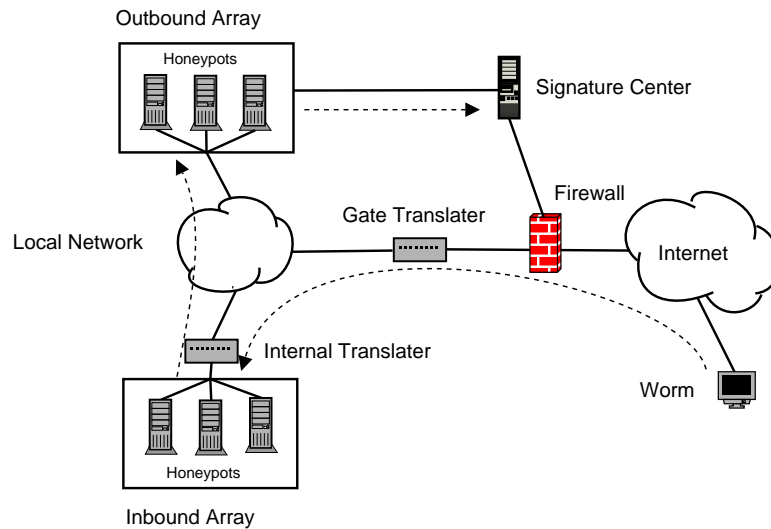 Outbound Array
Honeypots
Signature Center
Firewall
Gate Translater
Local Network
Internet
Internal Translater
Worm
Honeypots
Inbound Array